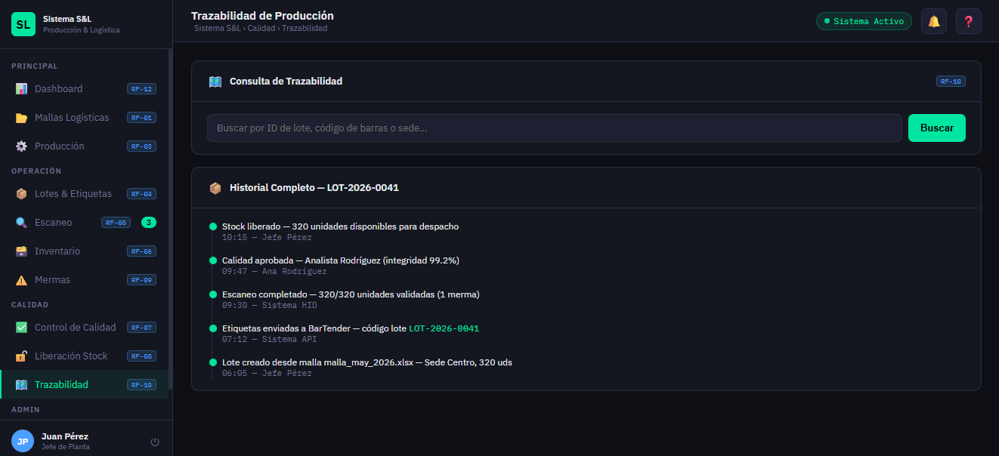 SL
Sistema S&L
Producción & Logística
PRINCIPAL
Dashboard RF-12
Mallas Logísticas RF-01
Producción RF-03
OPERACIÓN
Lotes & Etiquetas RF-04
Escaneo RF-05 3
Inventario RF-06
Mermas RF-09
CALIDAD
Control de Calidad RF-07
Liberación Stock RF-08
Trazabilidad RF-10
ADMIN
JP
Juan Pérez
Jefe de Planta
Trazabilidad de Producción
Sistema S&L › Calidad › Trazabilidad
Sistema Activo
Consulta de Trazabilidad RF-10
Buscar por ID de lote, código de barras o sede... Buscar
Historial Completo — LOT-2026-0041
Stock liberado — 320 unidades disponibles para despacho
10:15 — Jefe Pérez
Calidad aprobada — Analista Rodríguez (integridad 99.2%)
09:47 — Ana Rodríguez
Escaneo completado — 320/320 unidades validadas (1 merma)
09:30 — Sistema HID
Etiquetas enviadas a BarTender — código lote LOT-2026-0041
07:12 — Sistema API
Lote creado desde malla malla_may_2026.xlsx — Sede Centro, 320 uds
06:05 — Jefe Pérez